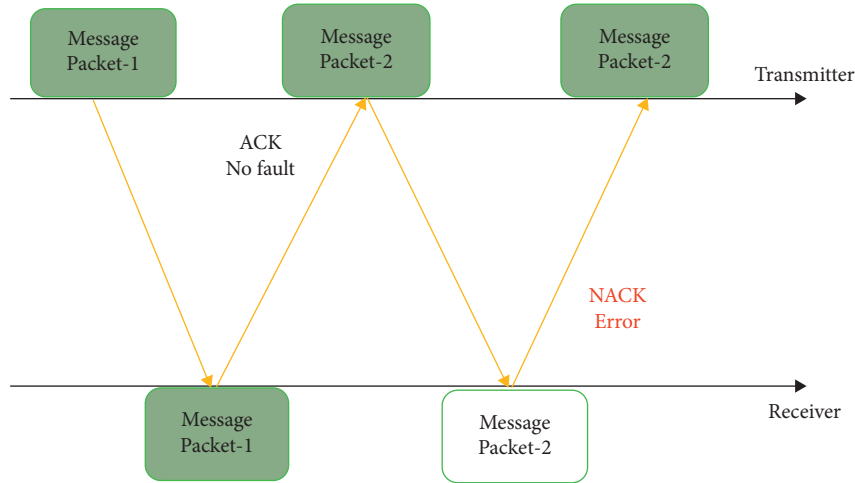 Message
Packet-1
Message
Packet-2
Message
Packet-2
Transmitter
ACK
No fault
NACK
Error
Message
Packet-1
Message
Packet-2
Receiver